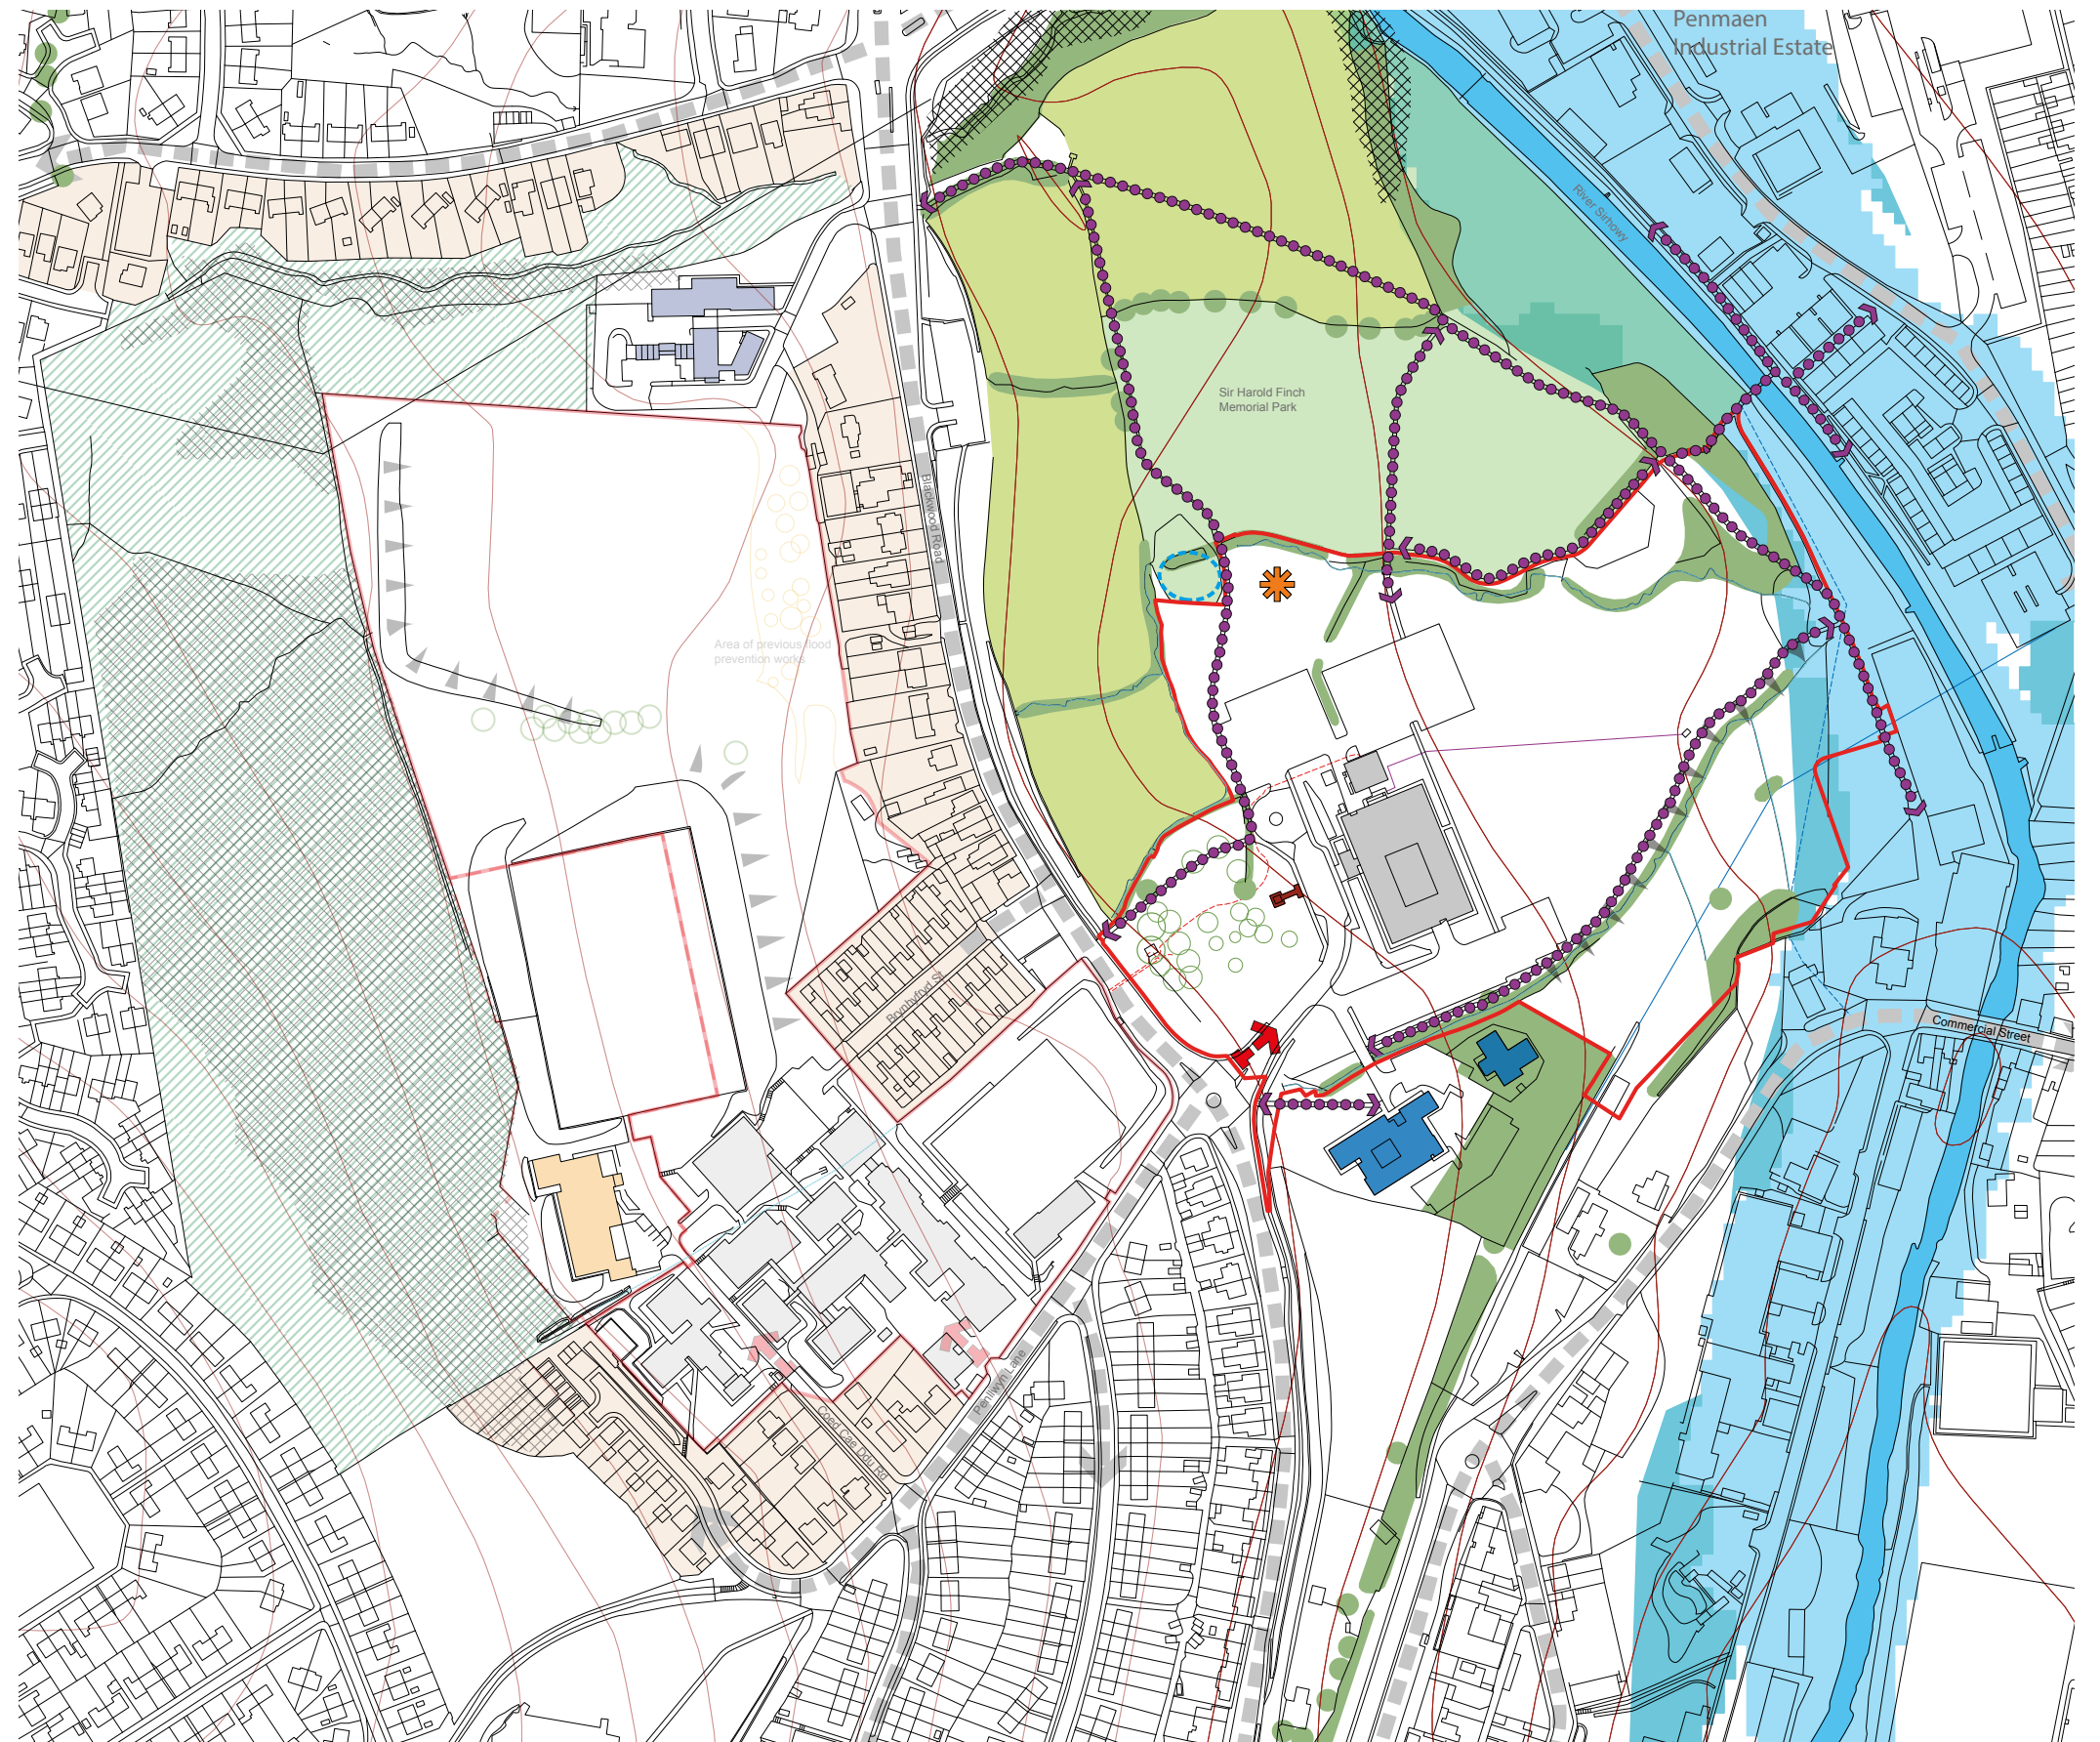 Penmaen
Industrial Estate
River Sirhowy
Sir Harold Finch
Memorial Park
Blackwood Road
Area of previous flood
prevention works
Bronhyfryd St
Commercial Street
Penllwyn Lane
Coed Cae Ddu Rd